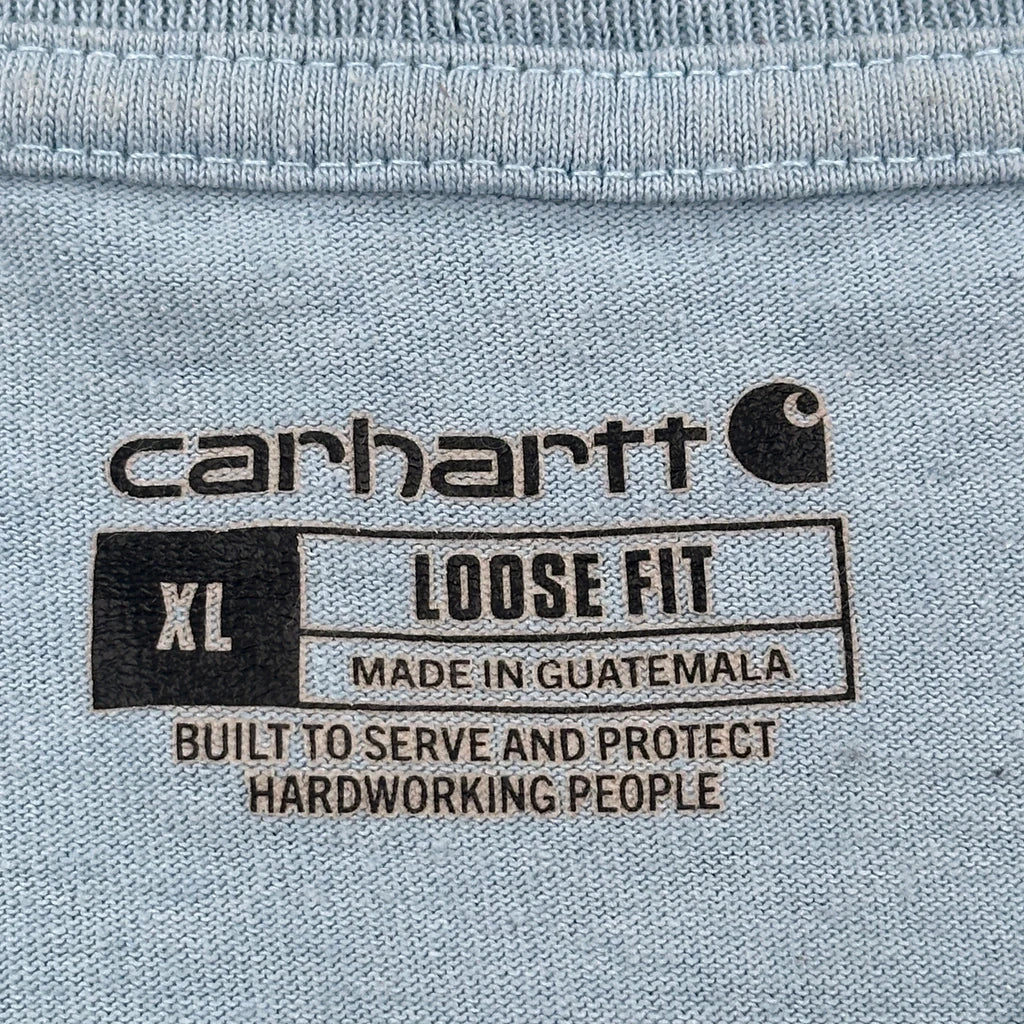 carhartt
XL
LOOSE FIT
MADE IN GUATEMALA
BUILT TO SERVE AND PROTECT
HARDWORKING PEOPLE